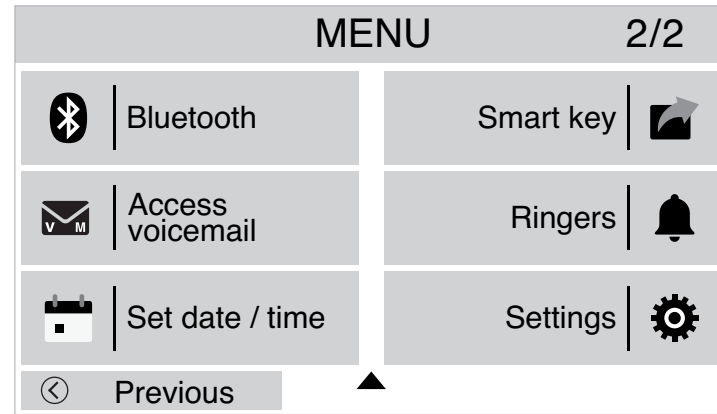 MENU 2/2
Bluetooth
Smart key
V M
Access
voicemail
Ringers
Set date / time
Settings
Previous